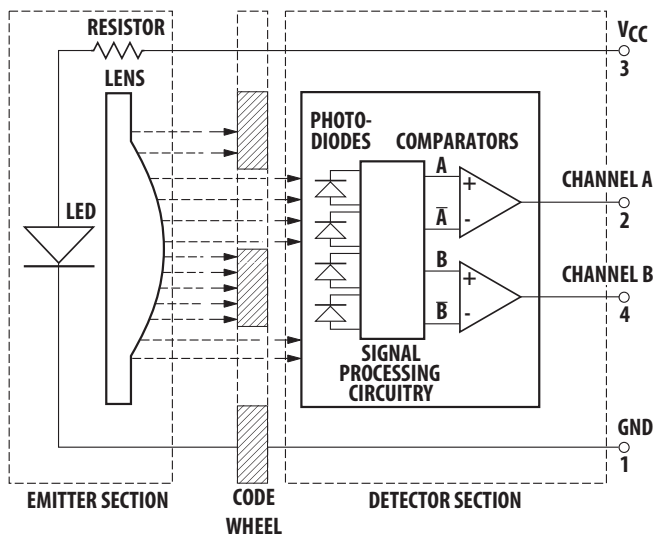 RESISTOR
LENS
LED
VCC
3
PHOTO-
DIODES
COMPARATORS
A
+
A̅
-
B
+
B̅
-
CHANNEL A
2
CHANNEL B
4
SIGNAL
PROCESSING
CIRCUITRY
GND
1
EMITTER SECTION
CODE
WHEEL
DETECTOR SECTION